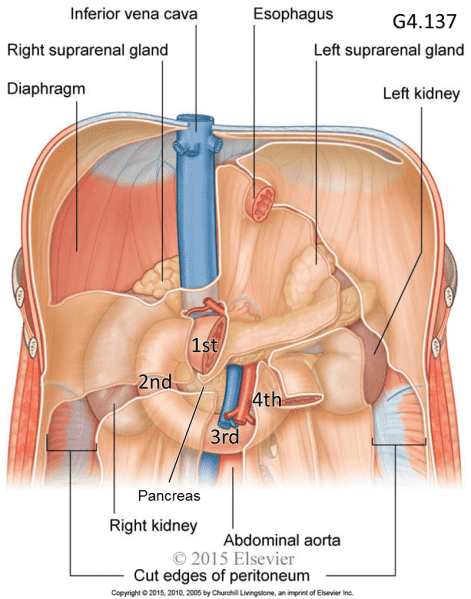 Inferior vena cava
Esophagus
G4.137
Right suprarenal gland
Left suprarenal gland
Diaphragm
Left kidney
1st
2nd
4th
3rd
Pancreas
Right kidney
Abdominal aorta
© 2015 Elsevier
Cut edges of peritoneum
Copyright © 2015, 2010, 2005 by Churchill Livingstone, an imprint of Elsevier Inc.